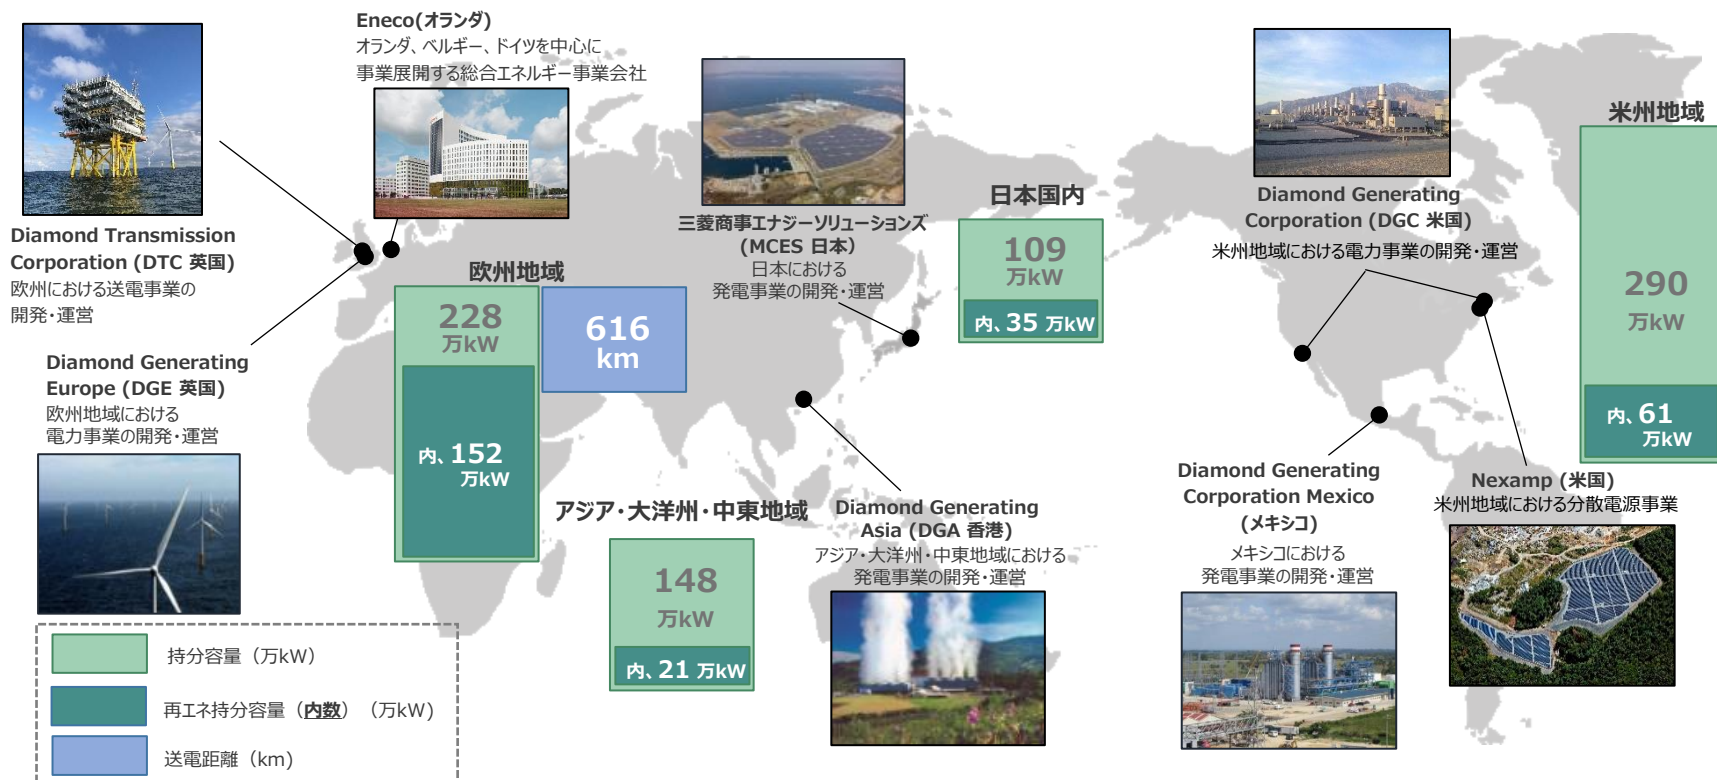 Eneco(オランダ)
オランダ、ベルギー、ドイツを中心に
事業展開する総合エネルギー事業会社
Diamond Transmission
Corporation (DTC 英国)
欧州における送電事業の
開発・運営
Diamond Generating
Europe (DGE 英国)
欧州地域における
電力事業の開発・運営
欧州地域
228
万kW
内、152
万kW
616
km
三菱商事エナジーソリューションズ
(MCES 日本)
日本における
発電事業の開発・運営
日本国内
109
万kW
内、35 万kW
アジア・大洋州・中東地域
148
万kW
内、21 万kW
Diamond Generating
Asia (DGA 香港)
アジア・大洋州・中東地域における
発電事業の開発・運営
Diamond Generating
Corporation (DGC 米国)
米州地域における電力事業の開発・運営
米州地域
290
万kW
内、61
万kW
Diamond Generating
Corporation Mexico
(メキシコ)
メキシコにおける
発電事業の開発・運営
Nexamp (米国)
米州地域における分散電源事業
持分容量（万kW）
再エネ持分容量（内数）（万kW）
送電距離（km）